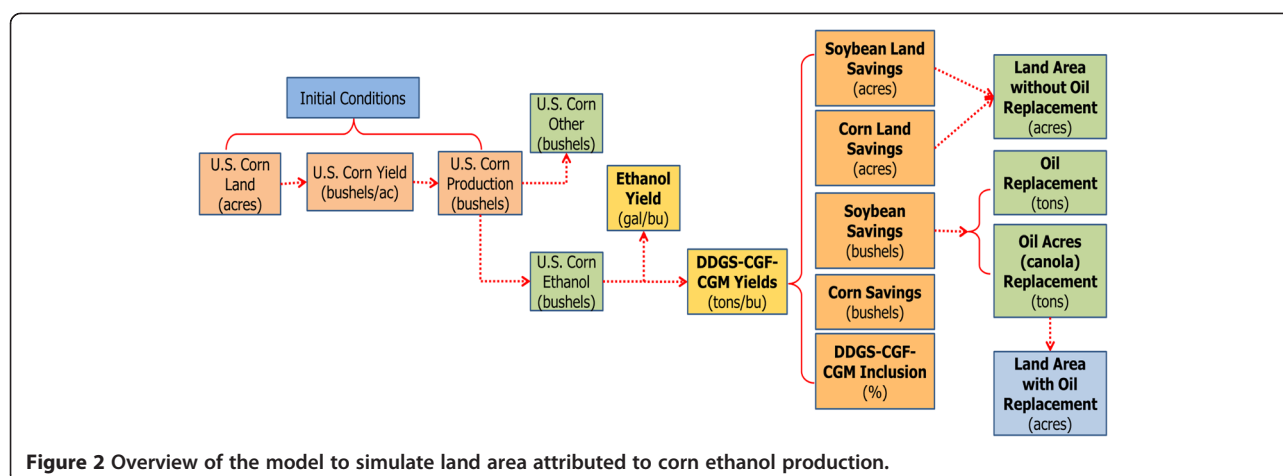 Initial Conditions
U.S. Corn
Land
(acres)
U.S. Corn Yield
(bushels/ac)
U.S. Corn
Production
(bushels)
U.S. Corn
Other
(bushels)
U.S. Corn
Ethanol
(bushels)
Ethanol
Yield
(gal/bu)
DDGS-CGF-
CGM Yields
(tons/bu)
Soybean Land
Savings
(acres)
Corn Land
Savings
(acres)
Soybean
Savings
(bushels)
Corn Savings
(bushels)
DDGS-CGF-
CGM Inclusion
(%)
Land Area
without Oil
Replacement
(acres)
Oil
Replacement
(tons)
Oil Acres
(canola)
Replacement
(tons)
Land Area
with Oil
Replacement
(acres)
Figure 2 Overview of the model to simulate land area attributed to corn ethanol production.